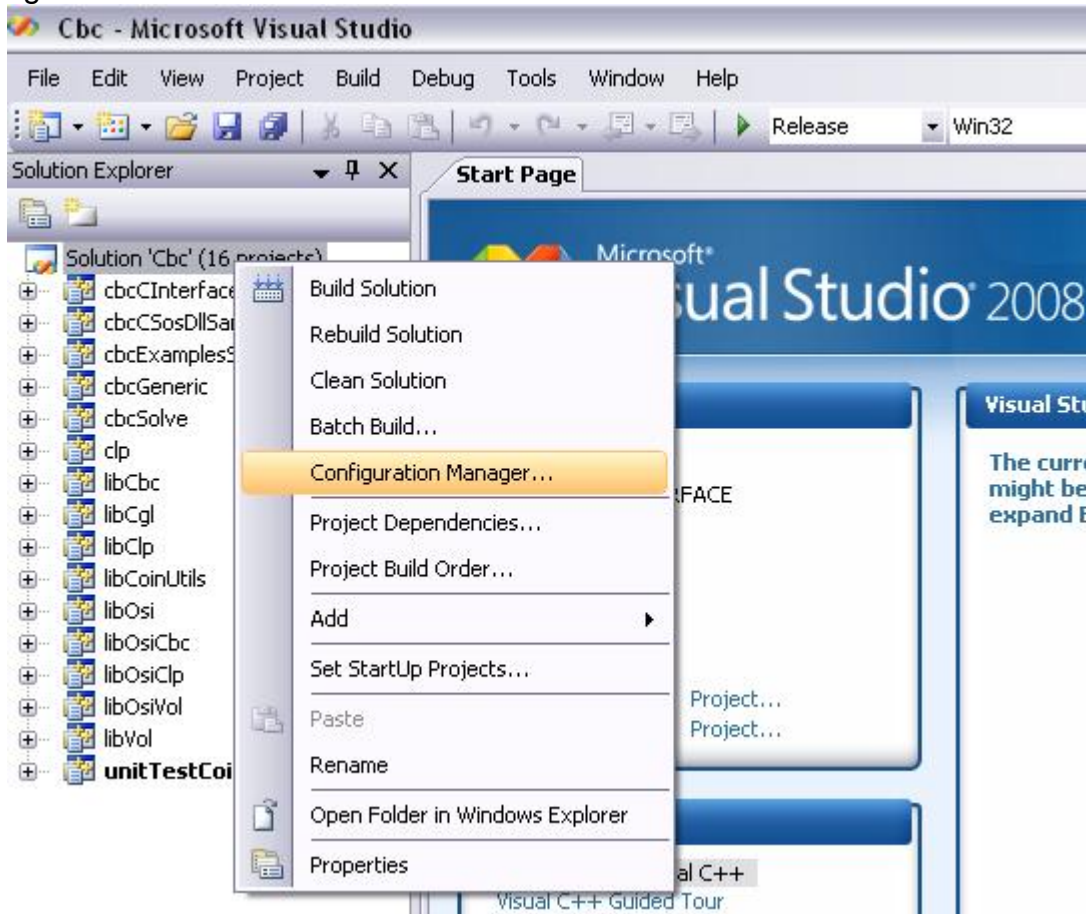 Cbc - Microsoft Visual Studio
File Edit View Project Build Debug Tools Window Help
Release Win32
Solution Explorer
Start Page
Solution 'Cbc' (16 projects)
cbcCInterface
cbcCSosDllSa
cbcExamplesS
cbcGeneric
cbcSolve
clp
libCbc
libCgl
libClp
libCoinUtils
libOsi
libOsiCbc
libOsiClp
libOsiVol
libVol
unitTestCoi
Build Solution
Rebuild Solution
Clean Solution
Batch Build...
Configuration Manager...
Project Dependencies...
Project Build Order...
Add
Set StartUp Projects...
Paste
Rename
Open Folder in Windows Explorer
Properties
Microsoft®
sual Studio® 2008
RFACE
Project...
Project...
al C++
Visual C++ Guided Tour
Visual St
The curr
might be
expand E